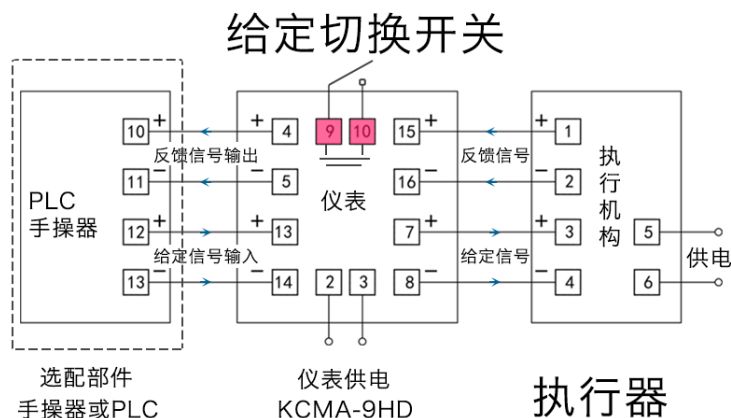 给定切换开关
10 + + 4 9 10 15 + + 1
反馈信号输出 反馈信号
11 − − 5 16 − − 2
PLC
手操器
仪表
执行机构
12 + + 13 7 + + 3 5
给定信号输入 给定信号 供电
13 − − 14 2 3 8 − − 4 6
选配部件
手操器或PLC
仪表供电
KCMA-9HD
执行器